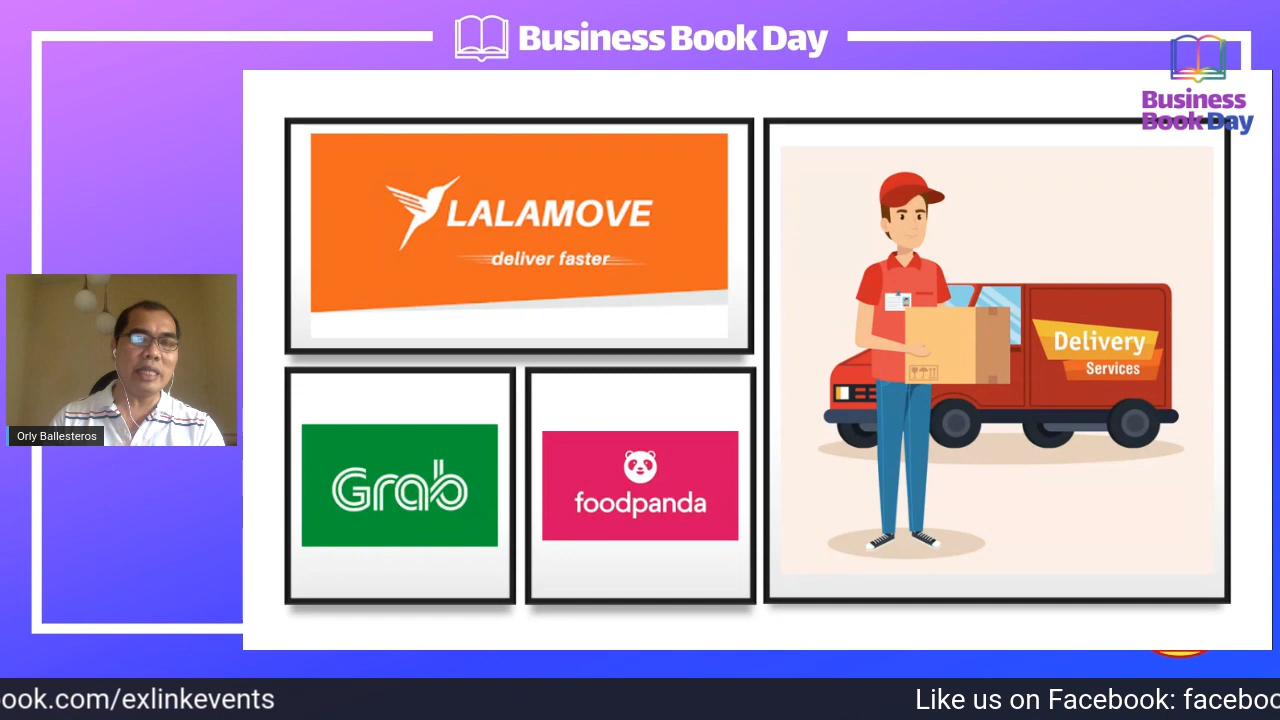 Business Book Day
Business
Book Day
LALAMOVE
deliver faster
Delivery
Services
Orly Ballesteros
Grab
foodpanda
ook.com/exlinkevents
Like us on Facebook: faceboo